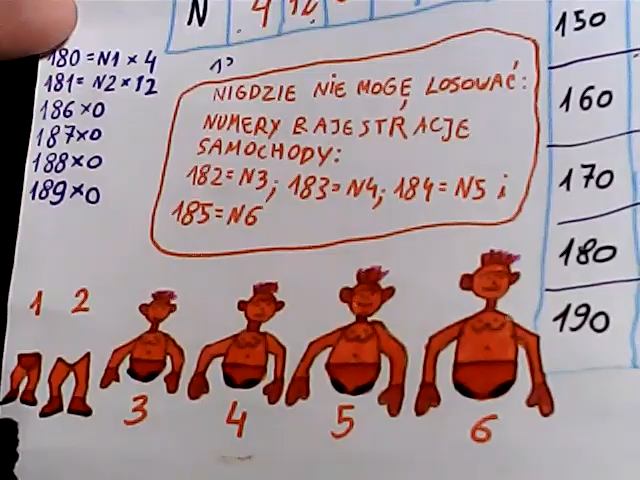 N 4 12
180 = N1 × 4
181 = N2 × 12
186 × 0
187 × 0
188 × 0
189 × 0
1°
NIGDZIE NIE MOGĘ LOSOWAĆ:
NUMERY RAJESTRACJE
SAMOCHODY:
182 = N3; 183 = N4; 184 = N5 i
185 = N6
150
160
170
180
190
1 2
3 4 5 6